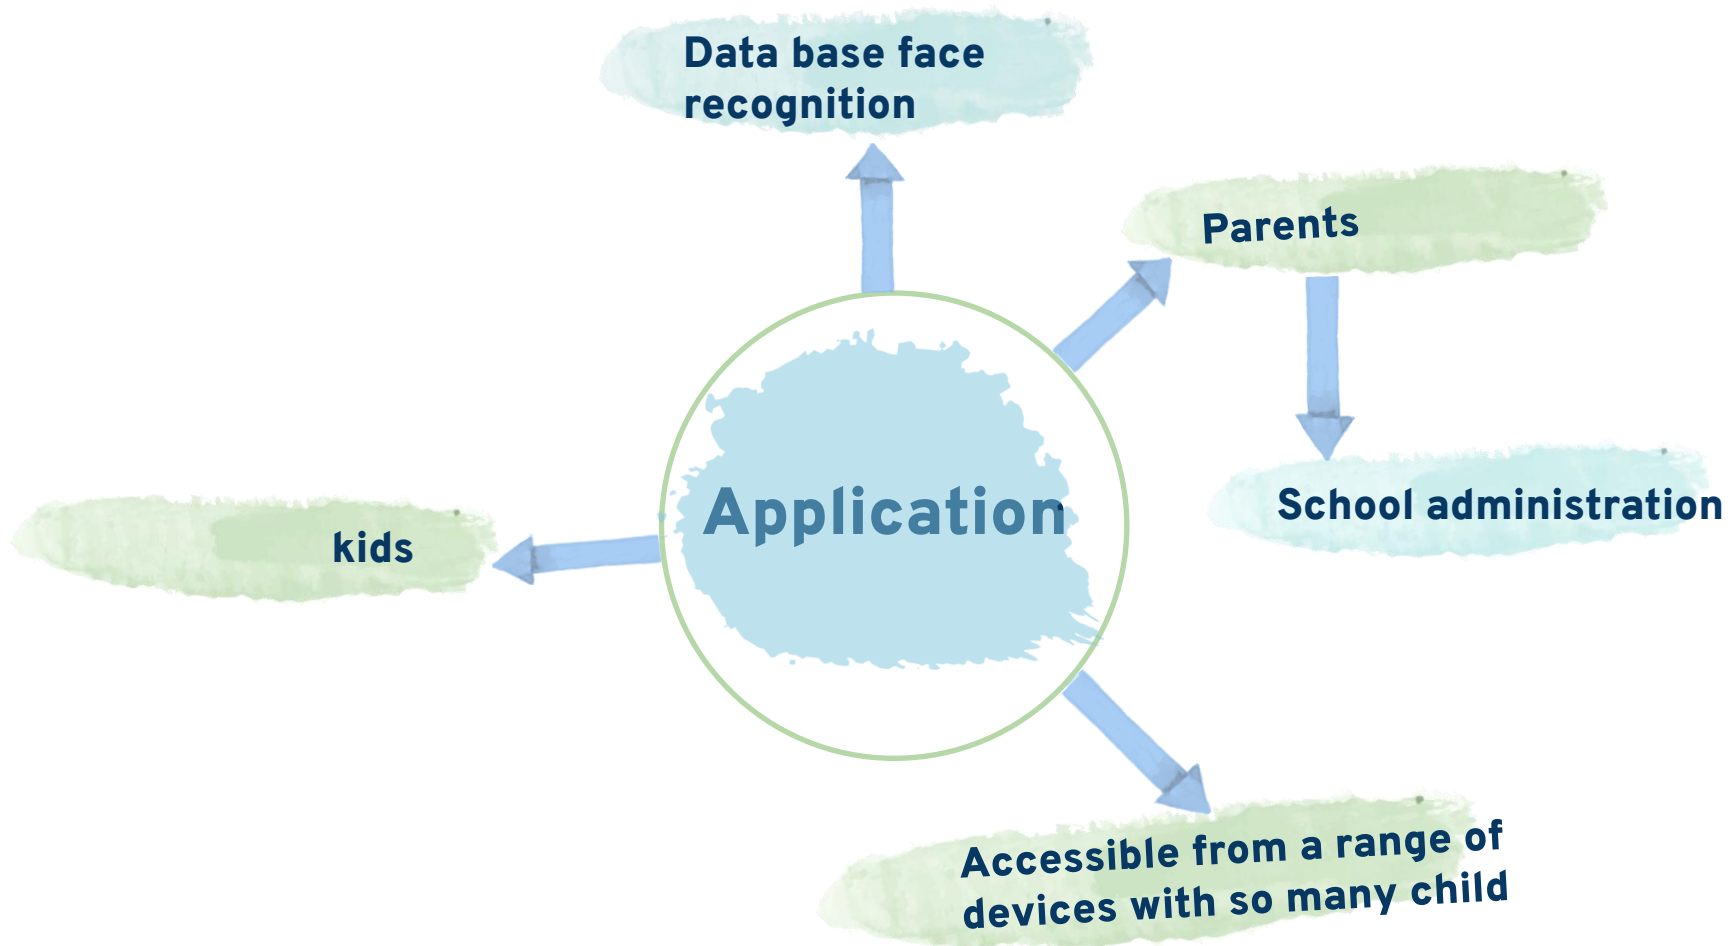 Data base face
recognition
Parents
Application
School administration
kids
Accessible from a range of
devices with so many child